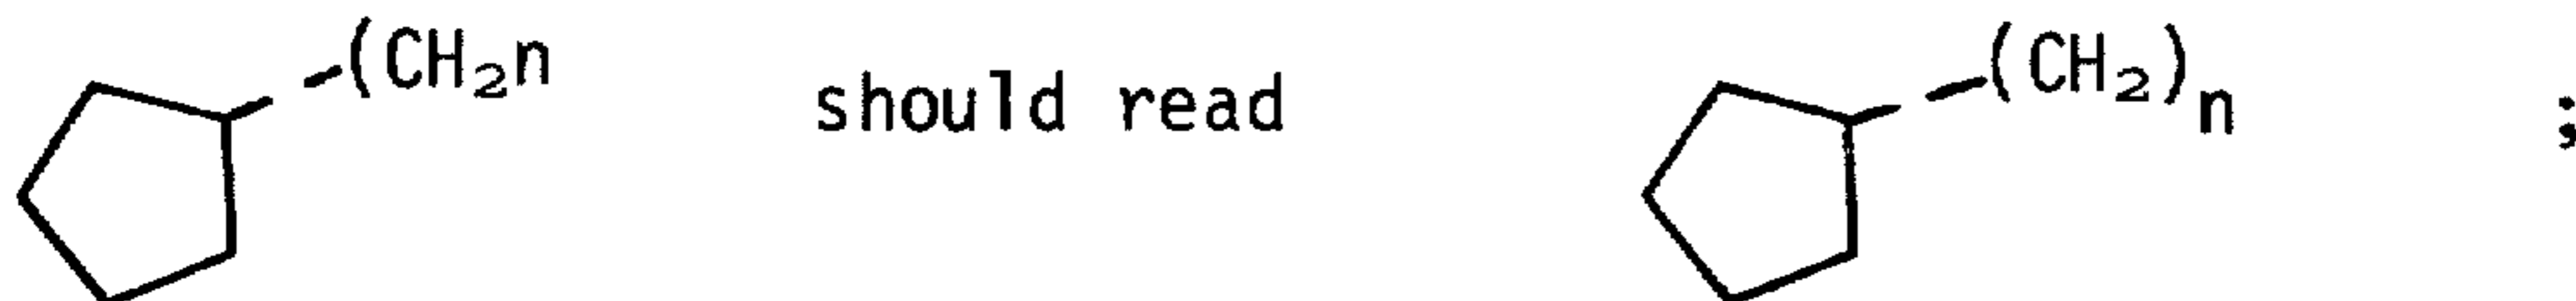 (CH₂n should read (CH₂)ₙ ;